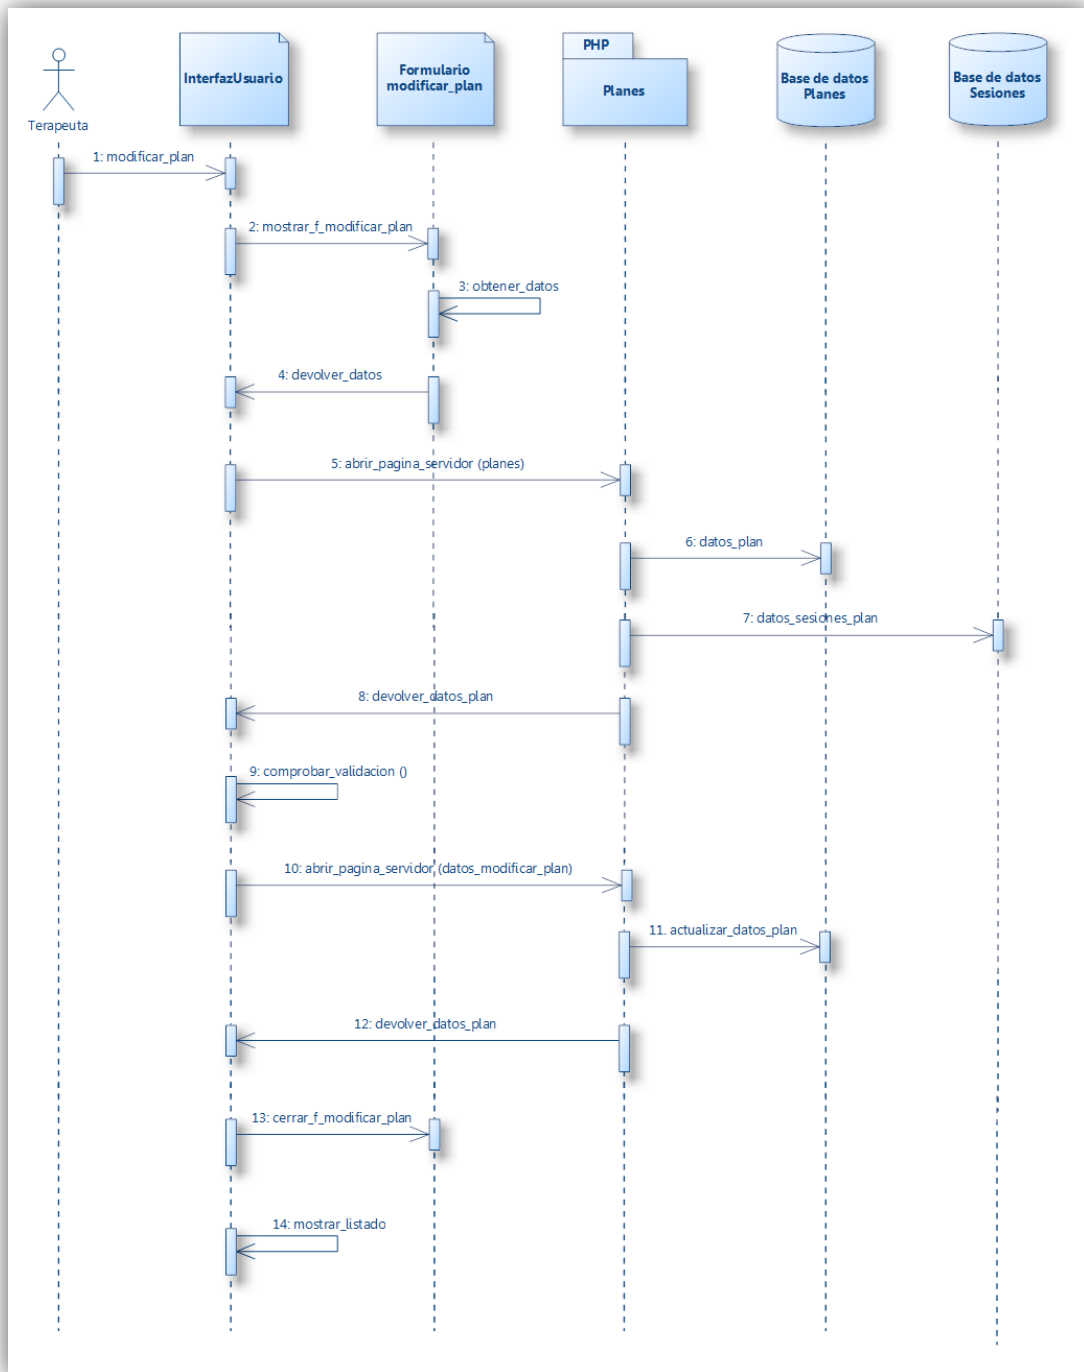 PHP
Terapeuta
InterfazUsuario
Formulario
modificar_plan
Planes
Base de datos
Planes
Base de datos
Sesiones
1: modificar_plan
2: mostrar_f_modificar_plan
3: obtener_datos
4: devolver_datos
5: abrir_pagina_servidor (planes)
6: datos_plan
7: datos_sesiones_plan
8: devolver_datos_plan
9: comprobar_validacion ()
10: abrir_pagina_servidor (datos_modificar_plan)
11. actualizar_datos_plan
12: devolver_datos_plan
13: cerrar_f_modificar_plan
14: mostrar_listado